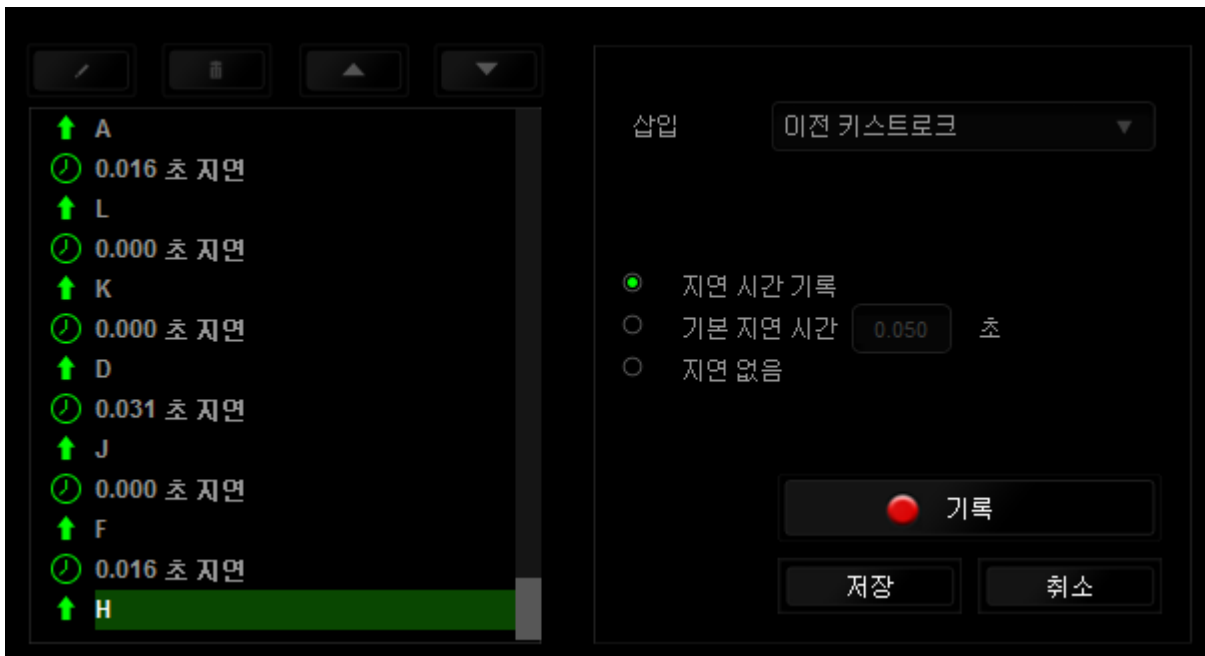 A
0.016 초 지연
L
0.000 초 지연
K
0.000 초 지연
D
0.031 초 지연
J
0.000 초 지연
F
0.016 초 지연
H
삽입 이전 키스트로크
지연 시간 기록
기본 지연 시간 0.050 초
지연 없음
기록
저장 취소